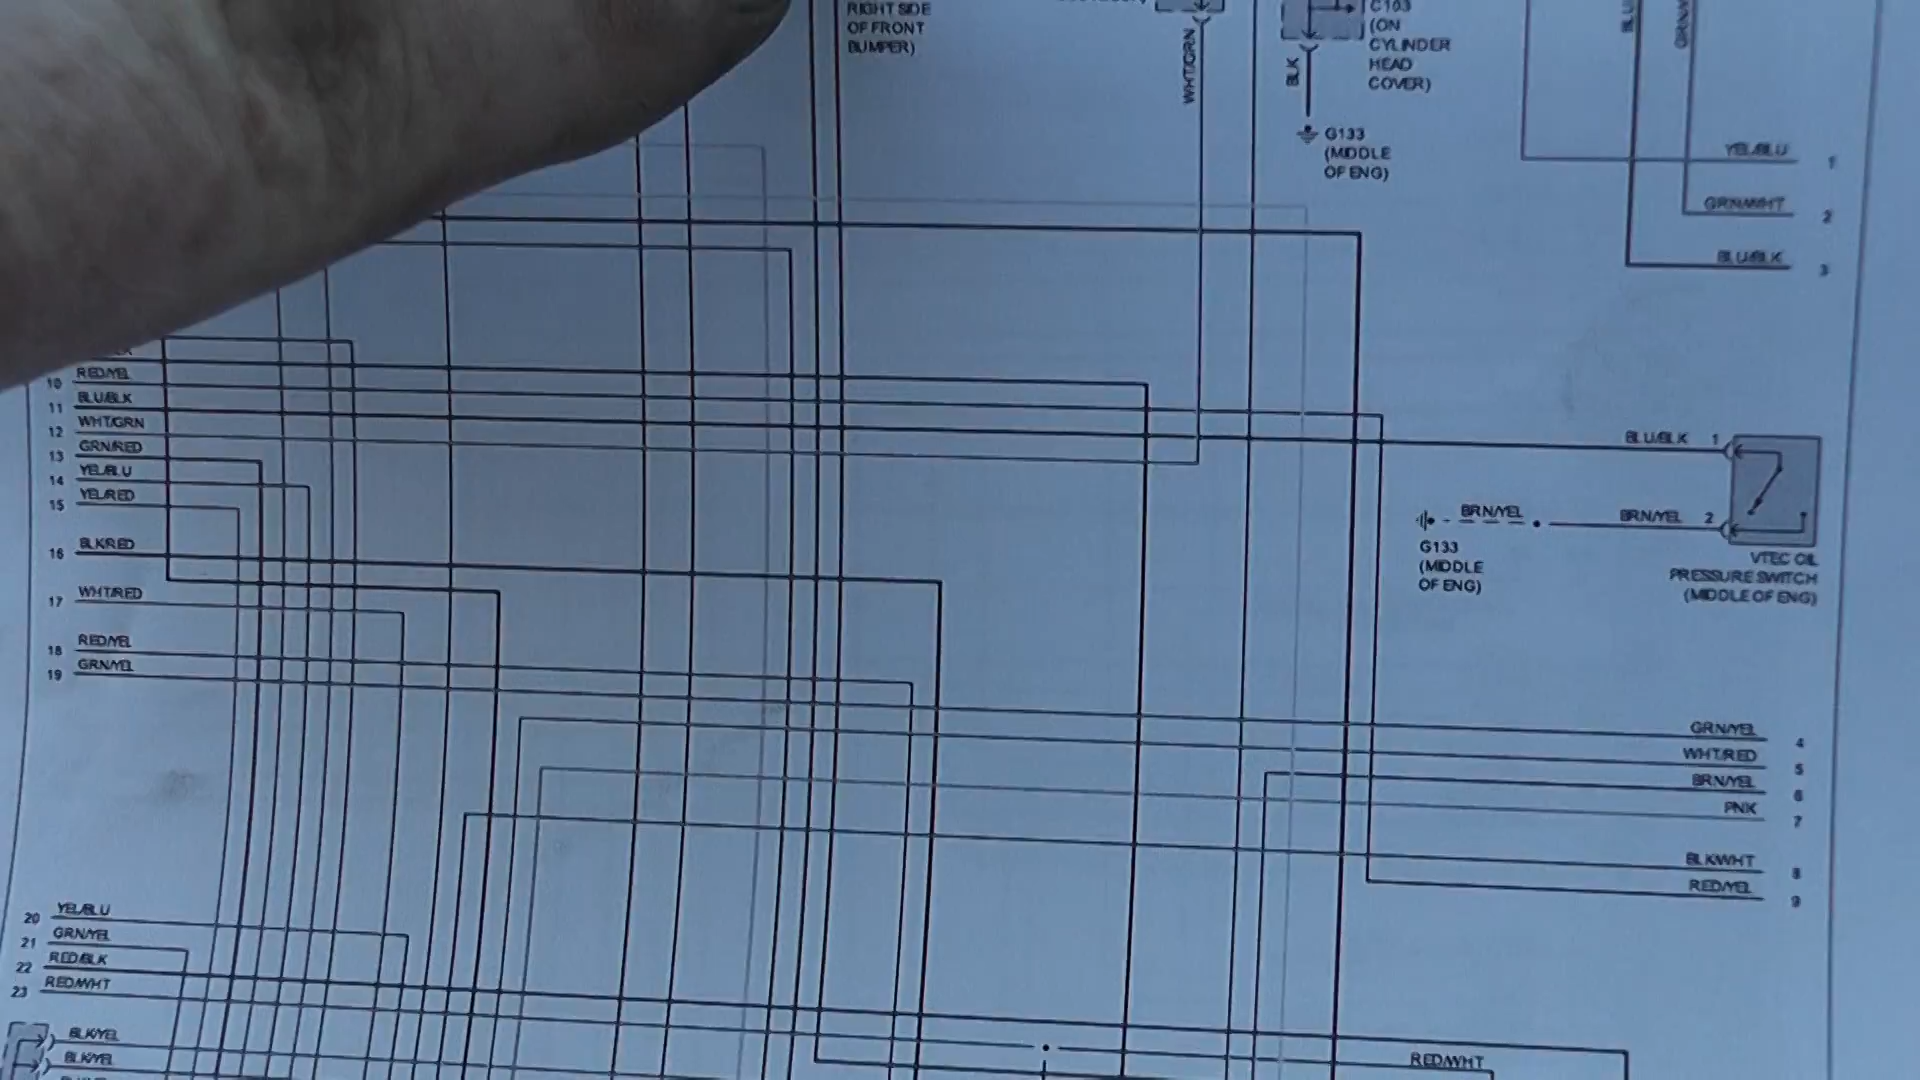 RIGHT SIDE
OF FRONT
BUMPER)
WHT/GRN
BLK
C103
(ON
CYLINDER
HEAD
COVER)
G133
(MIDDLE
OF ENG)
YEL/BLU 1
GRN/WHT 2
BLU/BLK 3
10 RED/YEL
11 BLU/BLK
12 WHT/GRN
13 GRN/RED
14 YEL/BLU
15 YEL/RED
16 BLK/RED
17 WHT/RED
18 RED/YEL
19 GRN/YEL
BLU/BLK 1
BRN/YEL BRN/YEL 2
G133
(MIDDLE
OF ENG)
VTEC OIL
PRESSURE SWITCH
(MIDDLE OF ENG)
GRN/YEL 4
WHT/RED 5
BRN/YEL 6
PNK 7
BLK/WHT 8
RED/YEL 9
20 YEL/BLU
21 GRN/YEL
22 RED/BLK
23 RED/WHT
BLK/YEL
BLK/YEL
RED/WHT